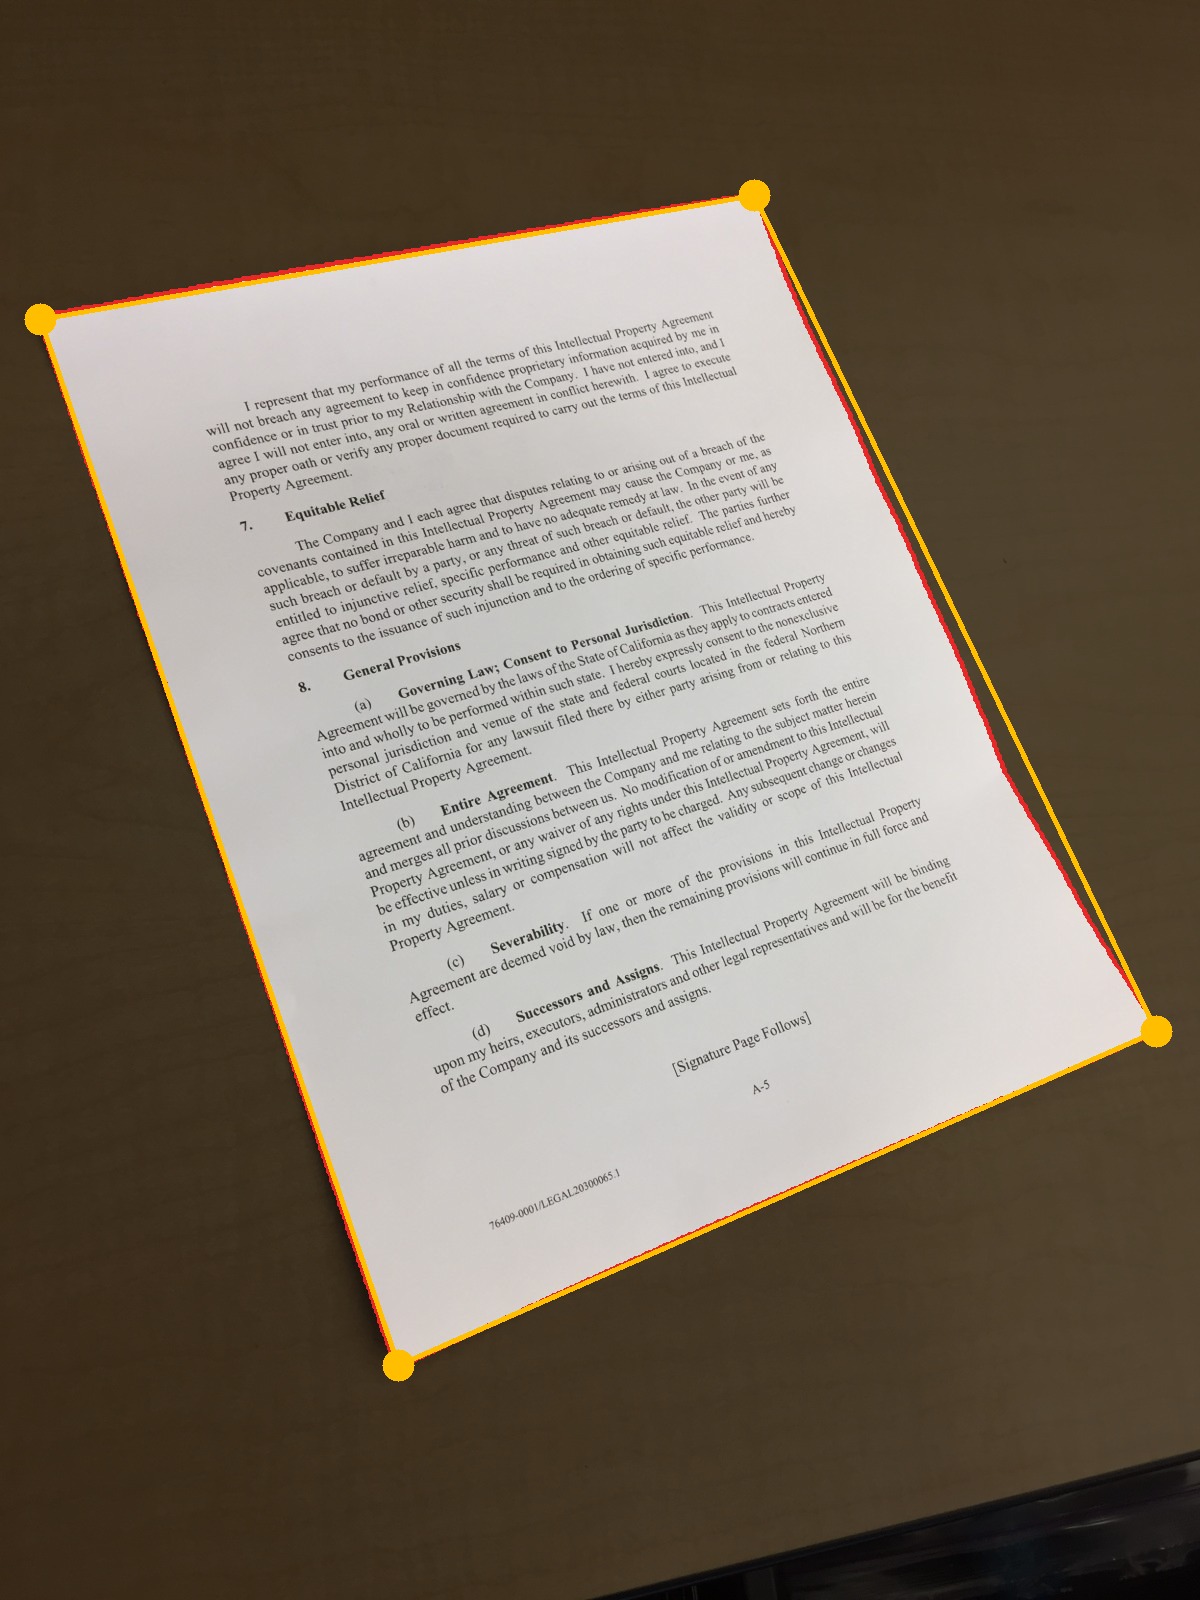 I represent that my performance of all the terms of this Intellectual Property Agreement
will not breach any agreement to keep in confidence proprietary information acquired by me in
confidence or in trust prior to my Relationship with the Company. I have not entered into, and I
agree I will not enter into, any oral or written agreement in conflict herewith. I agree to execute
any proper oath or verify any proper document required to carry out the terms of this Intellectual
Property Agreement.
7. Equitable Relief
The Company and I each agree that disputes relating to or arising out of a breach of the
covenants contained in this Intellectual Property Agreement may cause the Company or me, as
applicable, to suffer irreparable harm and to have no adequate remedy at law. In the event of any
such breach or default by a party, or any threat of such breach or default, the other party will be
entitled to injunctive relief, specific performance and other equitable relief. The parties further
agree that no bond or other security shall be required in obtaining such equitable relief and hereby
consents to the issuance of such injunction and to the ordering of specific performance.
8. General Provisions
(a) Governing Law; Consent to Personal Jurisdiction. This Intellectual Property
Agreement will be governed by the laws of the State of California as they apply to contracts entered
into and wholly to be performed within such state. I hereby expressly consent to the nonexclusive
personal jurisdiction and venue of the state and federal courts located in the federal Northern
District of California for any lawsuit filed there by either party arising from or relating to this
Intellectual Property Agreement.
(b) Entire Agreement. This Intellectual Property Agreement sets forth the entire
agreement and understanding between the Company and me relating to the subject matter herein
and merges all prior discussions between us. No modification of or amendment to this Intellectual
Property Agreement, or any waiver of any rights under this Intellectual Property Agreement, will
be effective unless in writing signed by the party to be charged. Any subsequent change or changes
in my duties, salary or compensation will not affect the validity or scope of this Intellectual
Property Agreement.
(c) Severability. If one or more of the provisions in this Intellectual Property
Agreement are deemed void by law, then the remaining provisions will continue in full force and
effect.
(d) Successors and Assigns. This Intellectual Property Agreement will be binding
upon my heirs, executors, administrators and other legal representatives and will be for the benefit
of the Company and its successors and assigns.
[Signature Page Follows]
A-5
76409-0001/LEGAL20300065.1